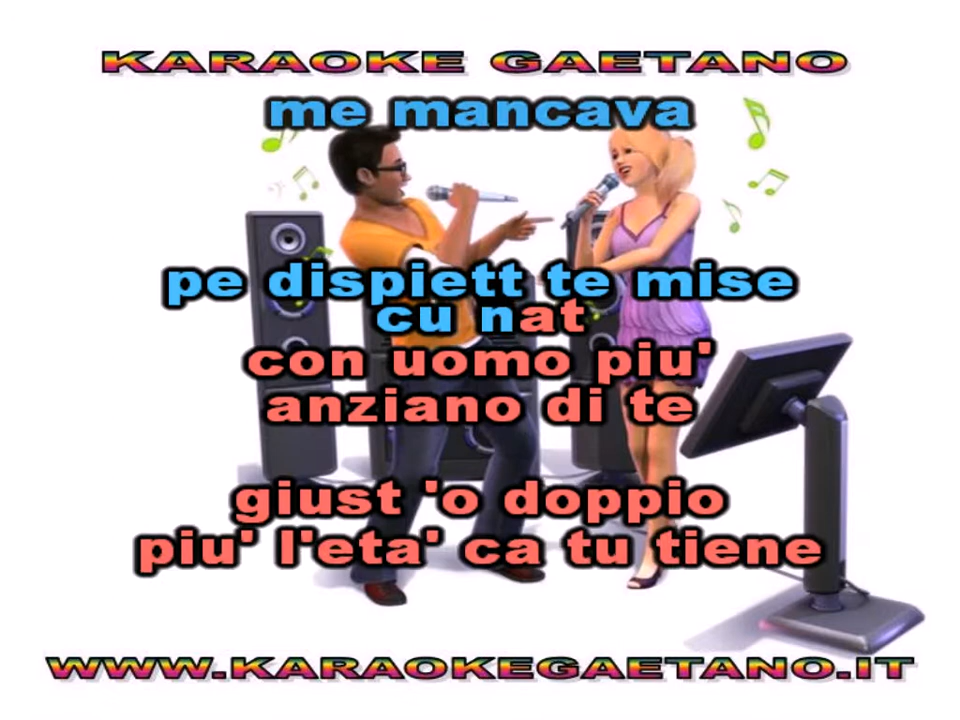 KARAOKE GAETANO
me mancava
pe dispiett te mise
cu nat
con uomo piu'
anziano di te
giust 'o doppio
piu' l'eta' ca tu tiene
WWW.KARAOKEGAETANO.IT